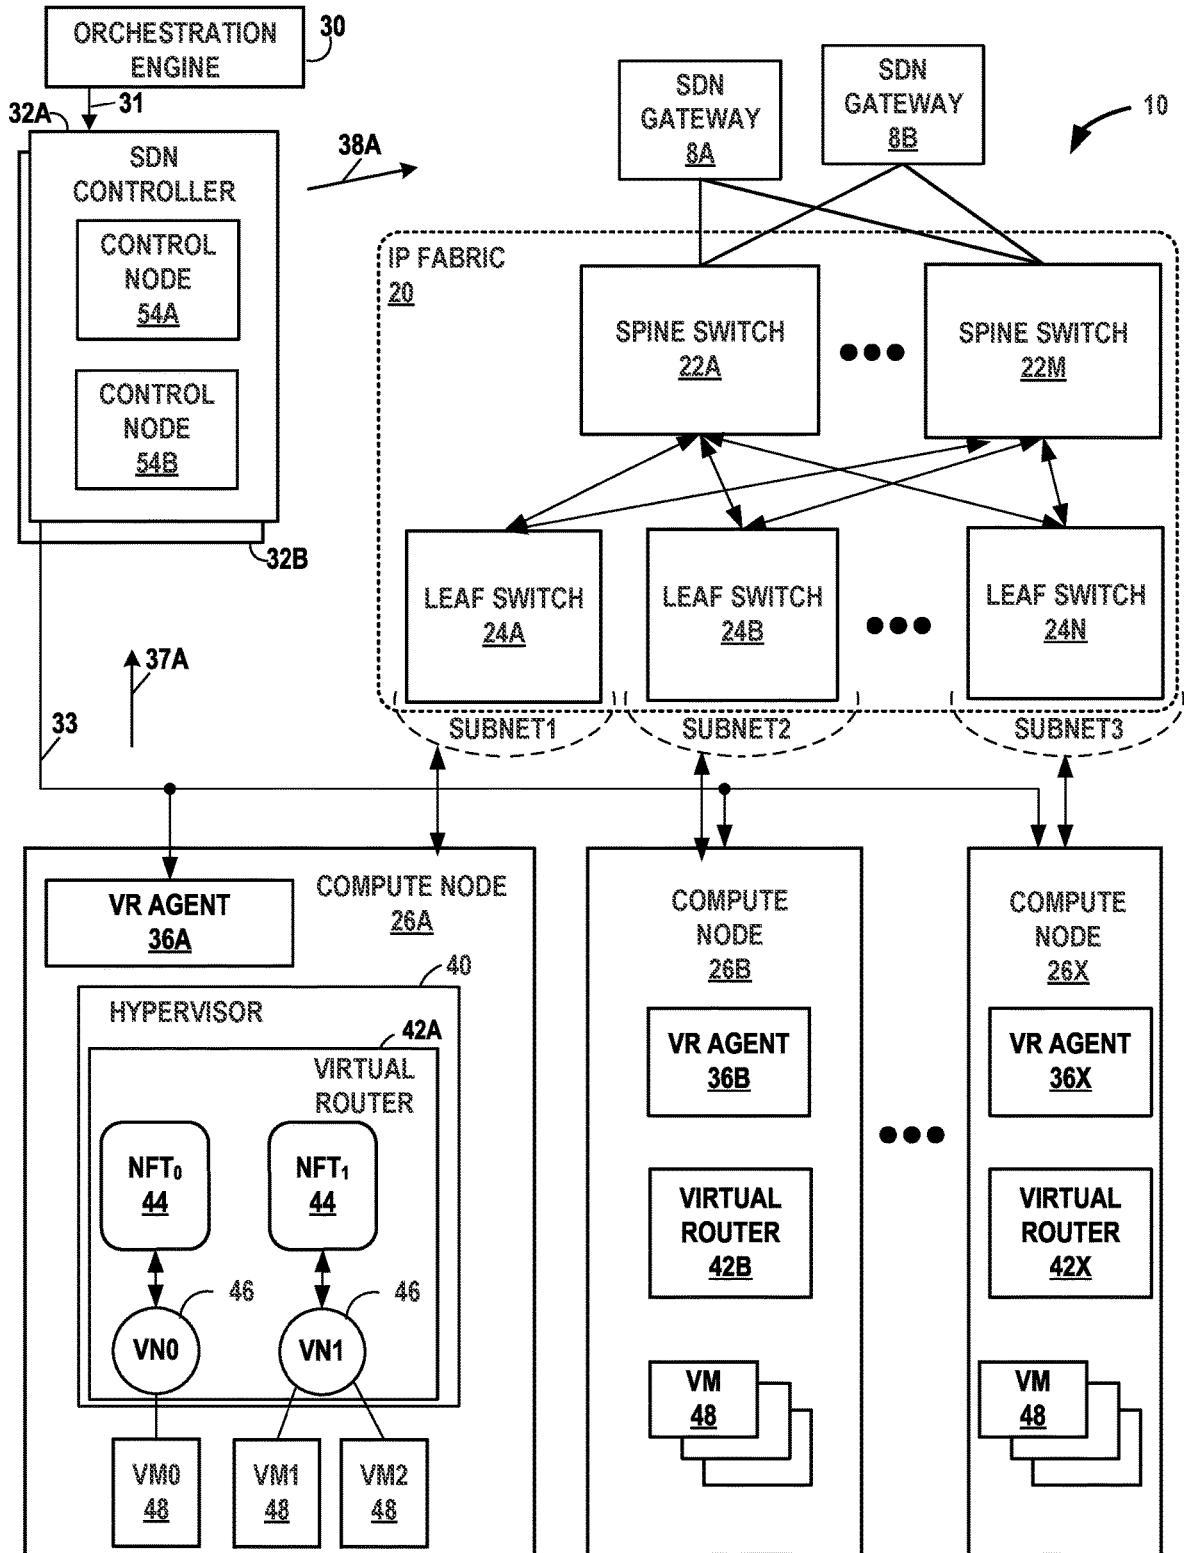 ORCHESTRATION
ENGINE
30
31
32A
SDN
CONTROLLER
CONTROL
NODE
54A
CONTROL
NODE
54B
32B
38A
SDN
GATEWAY
8A
SDN
GATEWAY
8B
10
IP FABRIC
20
SPINE SWITCH
22A
SPINE SWITCH
22M
LEAF SWITCH
24A
LEAF SWITCH
24B
LEAF SWITCH
24N
SUBNET1
SUBNET2
SUBNET3
37A
33
VR AGENT
36A
COMPUTE NODE
26A
40
HYPERVISOR
42A
VIRTUAL
ROUTER
NFT₀
44
NFT₁
44
46
46
VN0
VN1
VM0
48
VM1
48
VM2
48
COMPUTE
NODE
26B
VR AGENT
36B
VIRTUAL
ROUTER
42B
VM
48
COMPUTE
NODE
26X
VR AGENT
36X
VIRTUAL
ROUTER
42X
VM
48